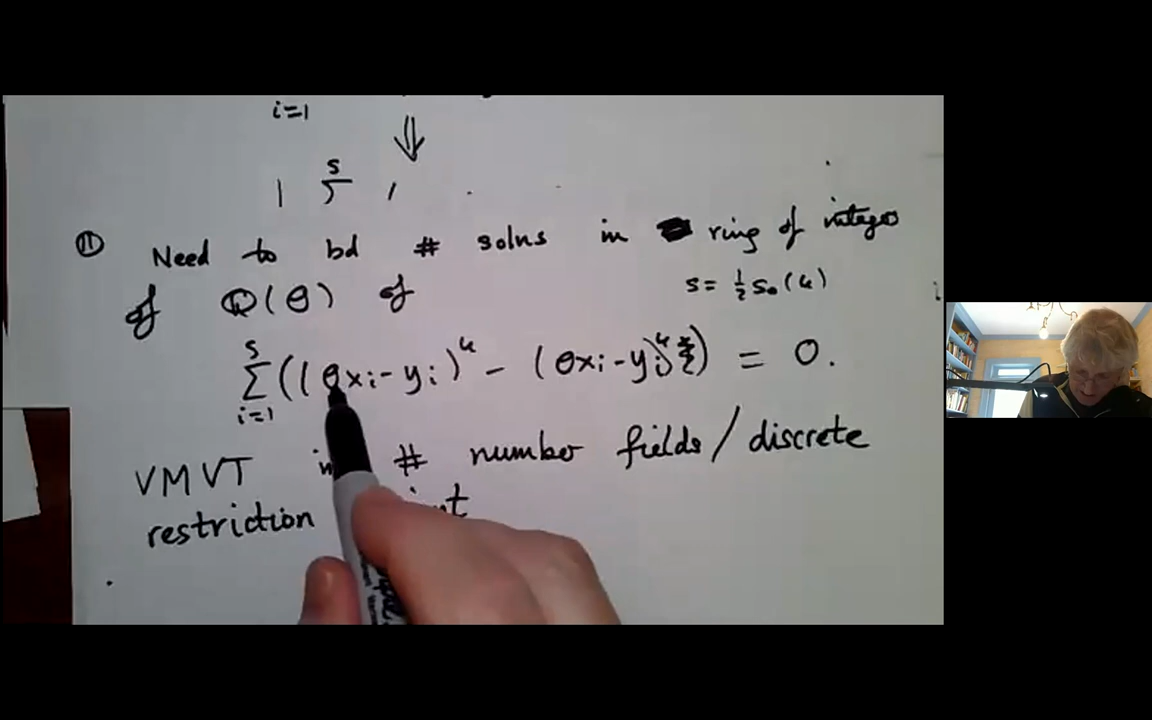 i=1
⇓
s
⑪ Need to bd # solns in ring of integers
of Q(θ) of s = ½ s₀(k)
s
∑ ((θxᵢ - yᵢ)ᵏ - (θxᵢ - yᵢ)ᵏ) = 0.
i=1
VMVT # number fields / discrete
restriction